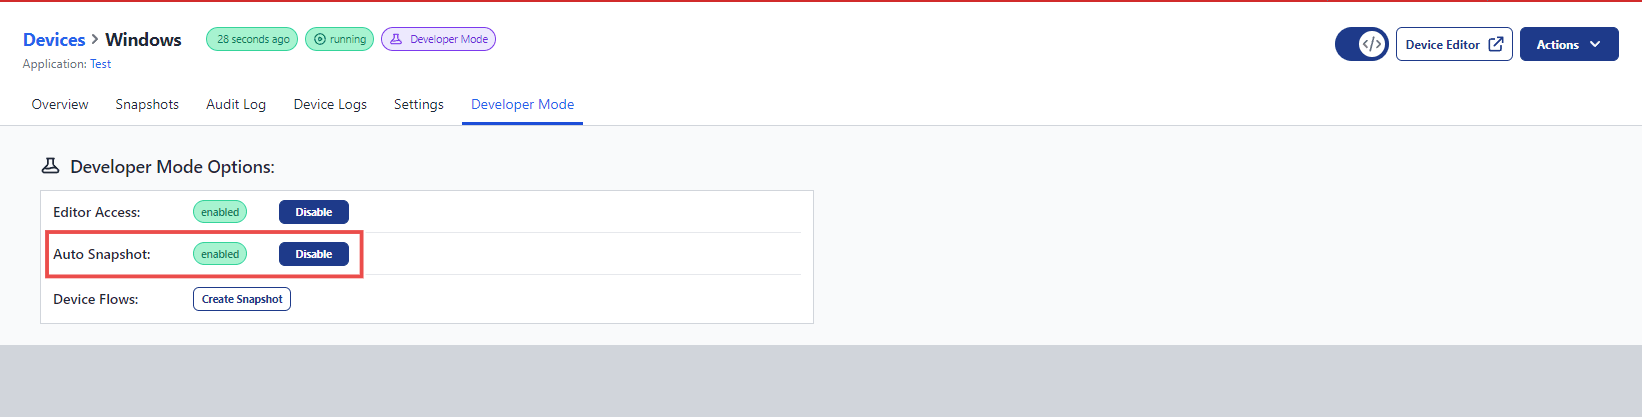 Devices > Windows 28 seconds ago running Developer Mode </> Device Editor Actions
Application: Test
Overview Snapshots Audit Log Device Logs Settings Developer Mode
Developer Mode Options:
Editor Access: enabled Disable
Auto Snapshot: enabled Disable
Device Flows: Create Snapshot